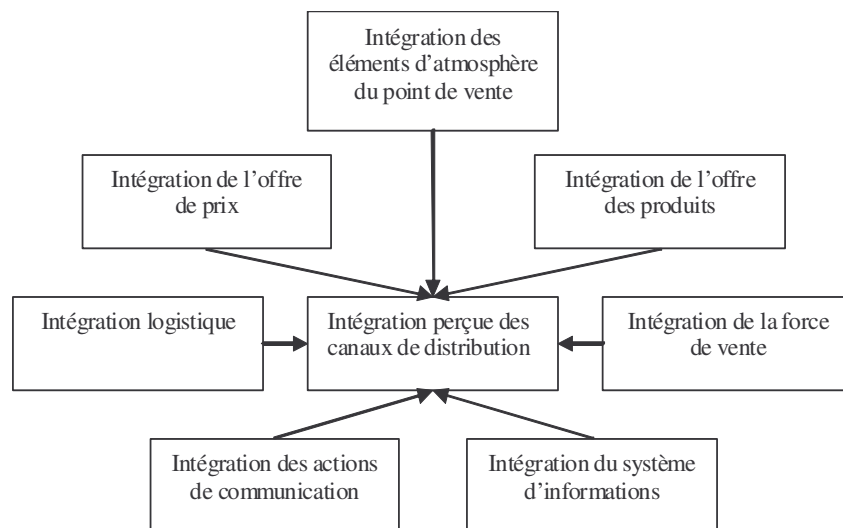 Intégration des
éléments d'atmosphère
du point de vente
Intégration de l'offre
de prix
Intégration de l'offre
des produits
Intégration logistique
Intégration perçue des
canaux de distribution
Intégration de la force
de vente
Intégration des actions
de communication
Intégration du système
d'informations